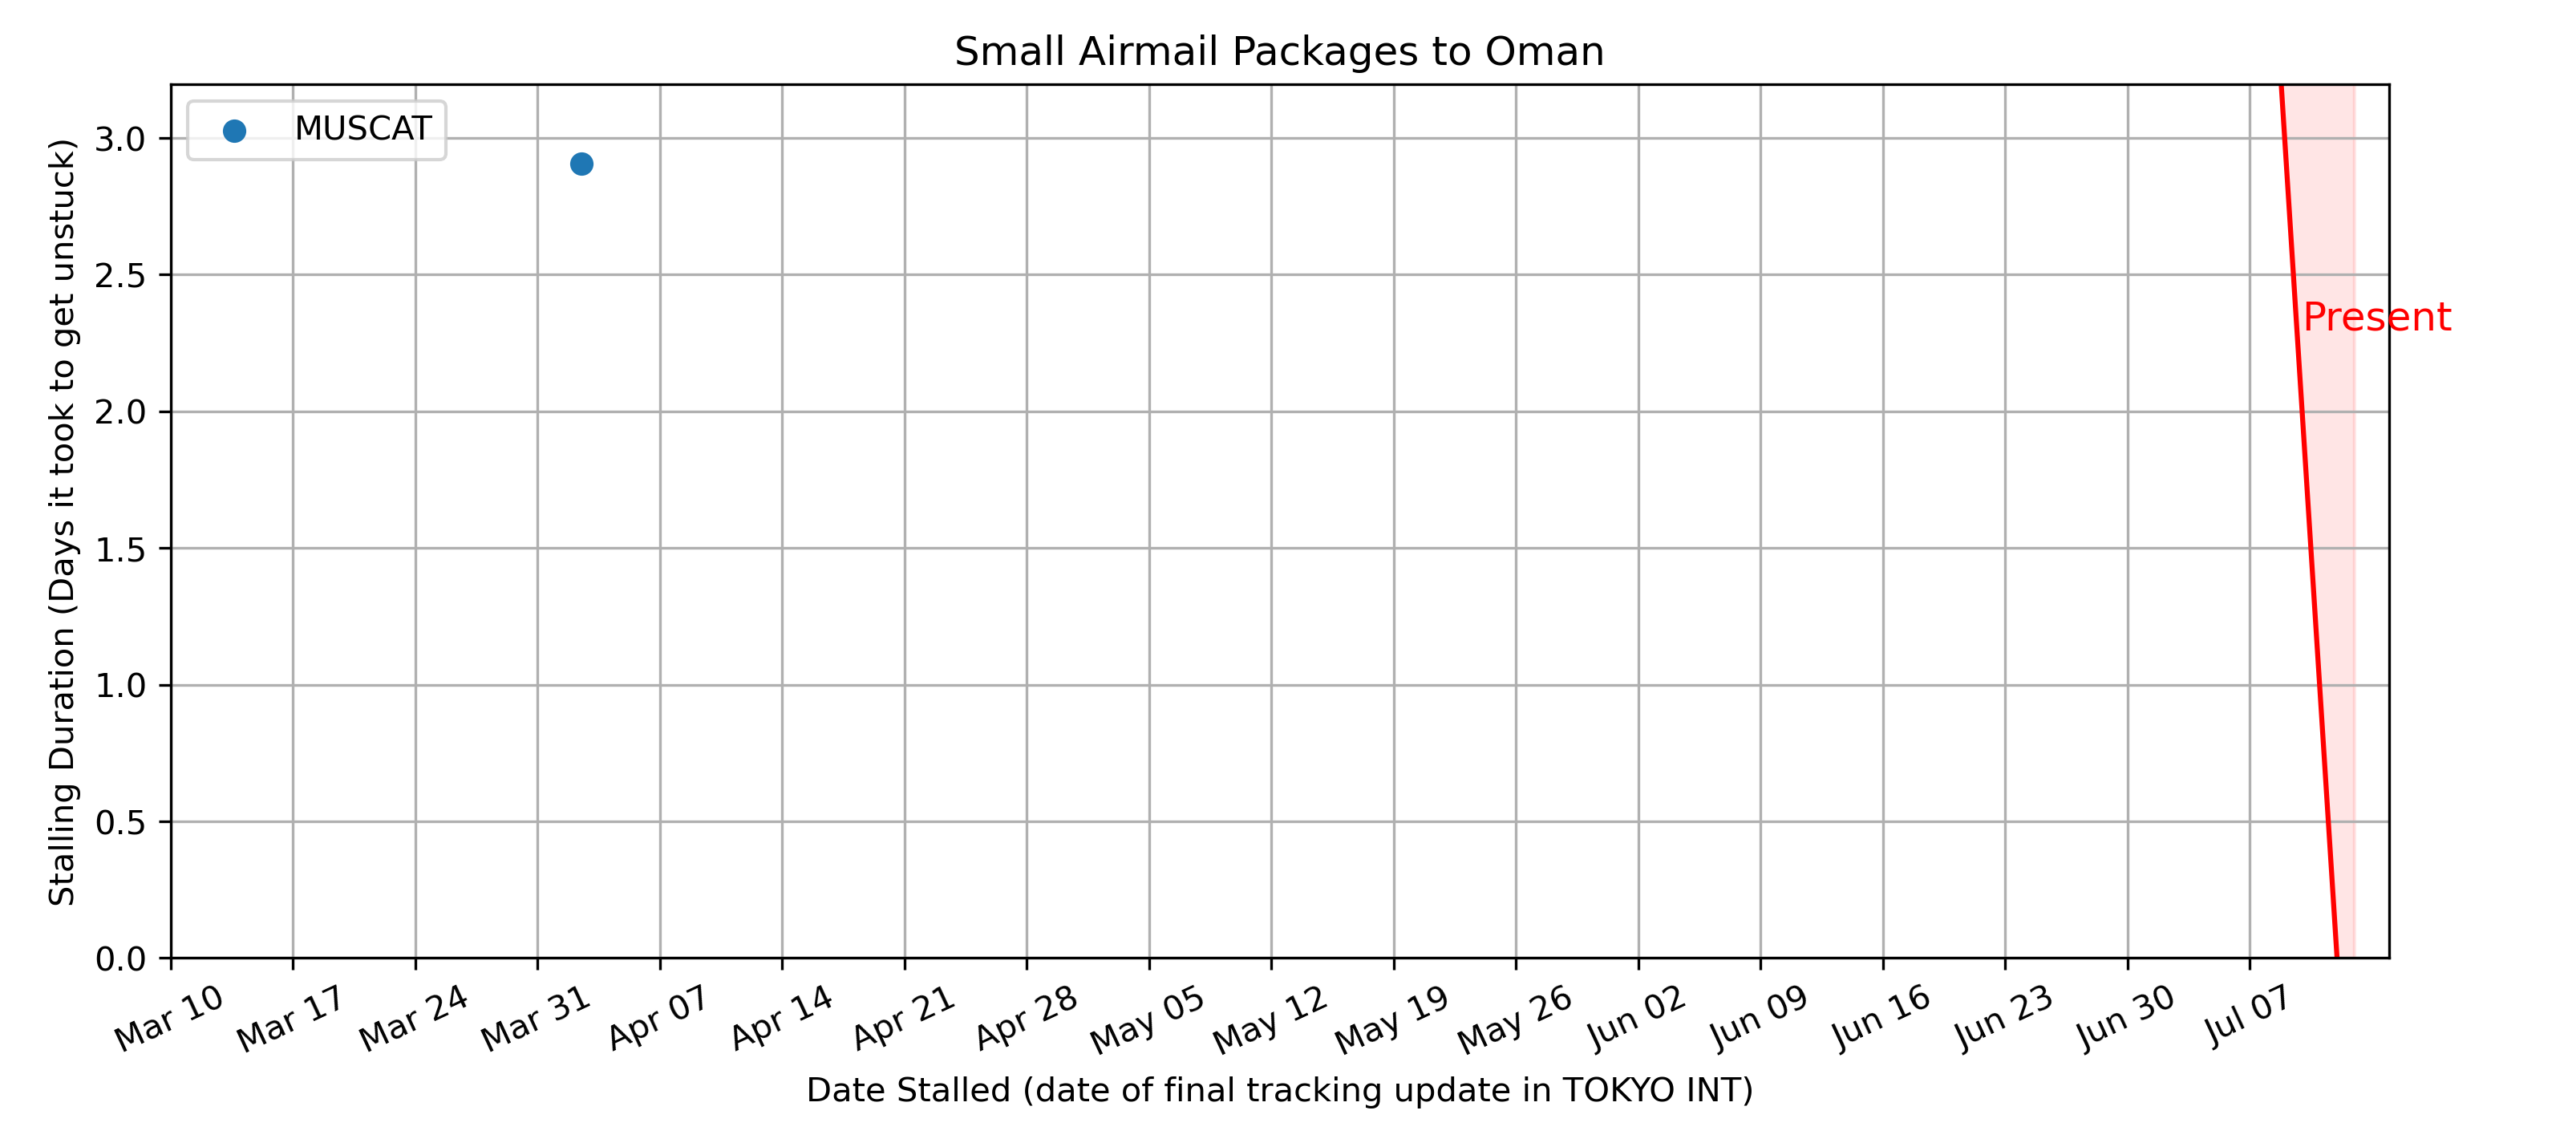 Small Airmail Packages to Oman
MUSCAT
Stalling Duration (Days it took to get unstuck)
3.0
2.5
2.0
1.5
1.0
0.5
0.0
Present
Mar 10 Mar 17 Mar 24 Mar 31 Apr 07 Apr 14 Apr 21 Apr 28 May 05 May 12 May 19 May 26 Jun 02 Jun 09 Jun 16 Jun 23 Jun 30 Jul 07
Date Stalled (date of final tracking update in TOKYO INT)